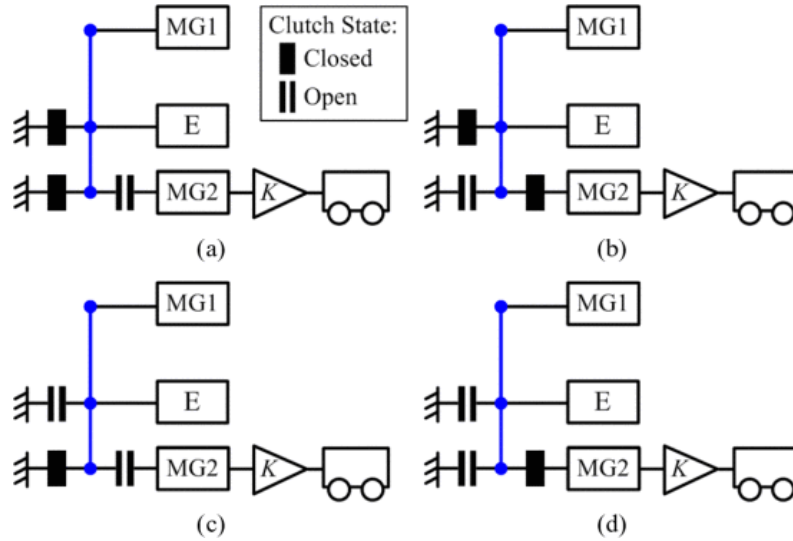 MG1
Clutch State:
Closed
Open
E
MG2
K
(a)
MG1
E
MG2
K
(b)
MG1
E
MG2
K
(c)
MG1
E
MG2
K
(d)